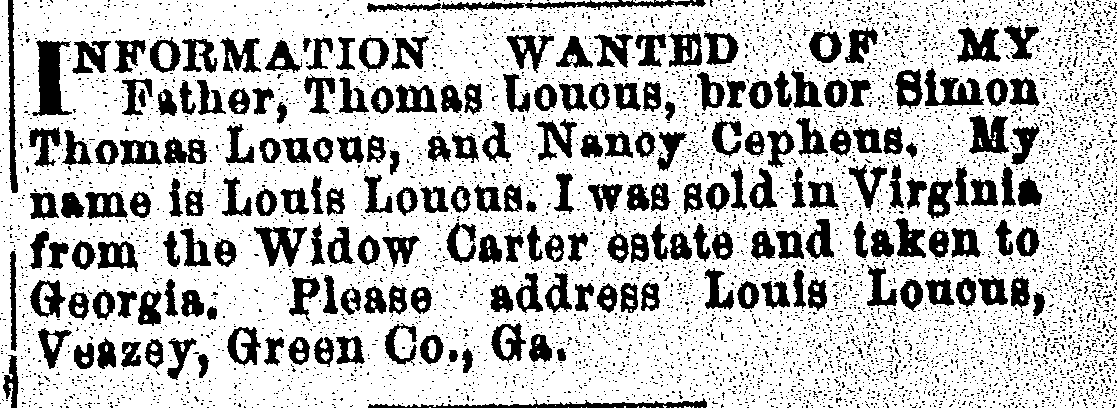 INFORMATION WANTED OF MY
Father, Thomas Loucus, brothor Simon
Thomas Loucus, and Nancy Cepheus. My
name is Louis Loucus. I was sold in Virginia
from the Widow Carter estate and taken to
Georgia. Please address Louis Loucus,
Veazey, Green Co., Ga.